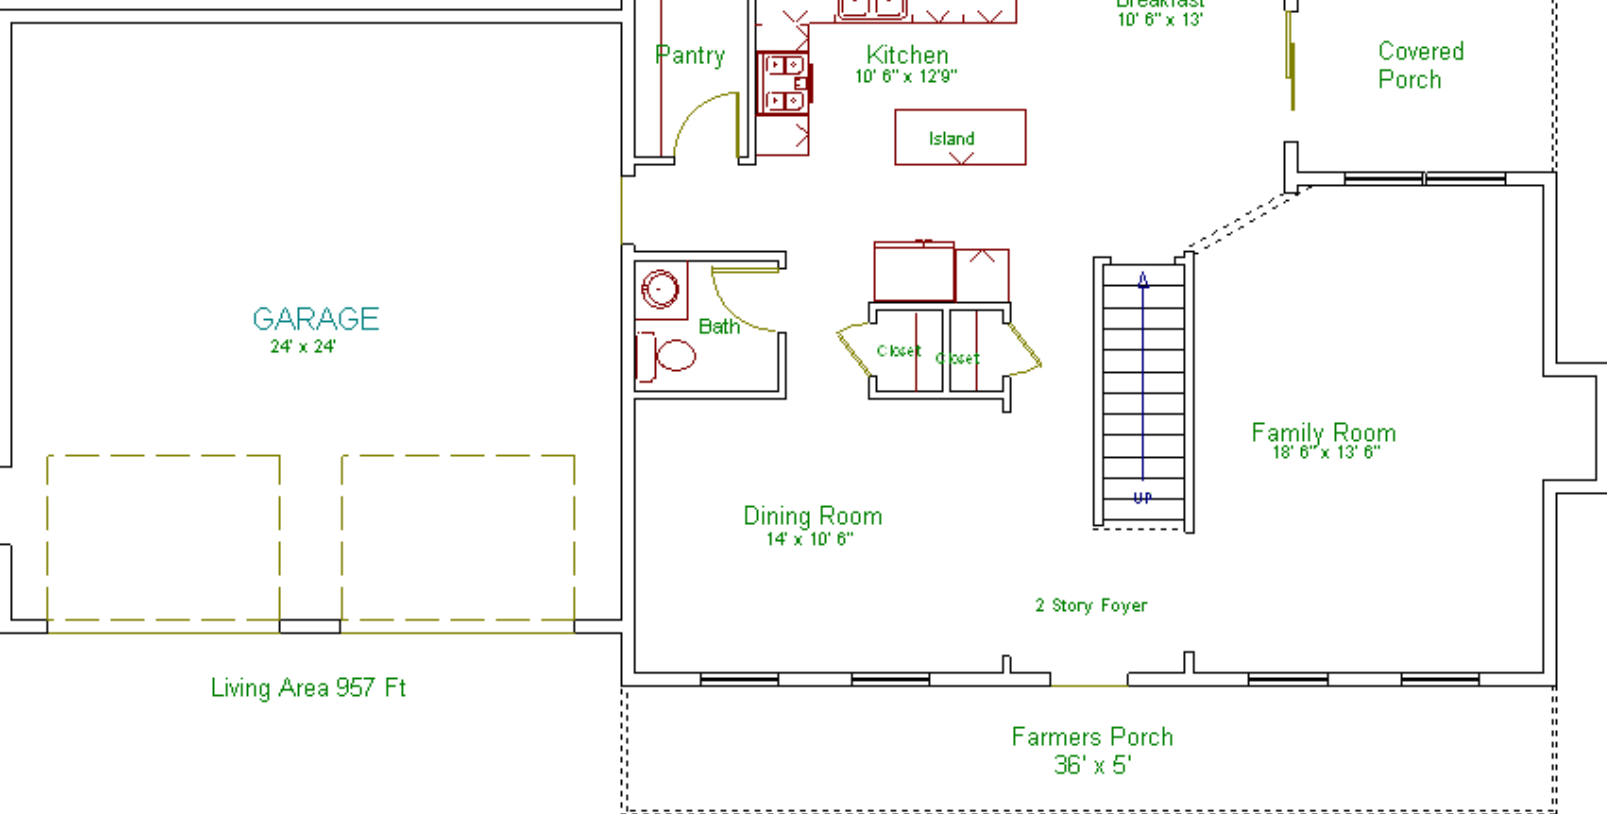 Breakfast
10' 6" x 13'
Pantry
Kitchen
10' 6" x 12'9"
Covered
Porch
Island
GARAGE
24' x 24'
Bath
Closet
Closet
Family Room
18' 6" x 13' 6"
UP
Dining Room
14' x 10' 6"
2 Story Foyer
Living Area 957 Ft
Farmers Porch
36' x 5'